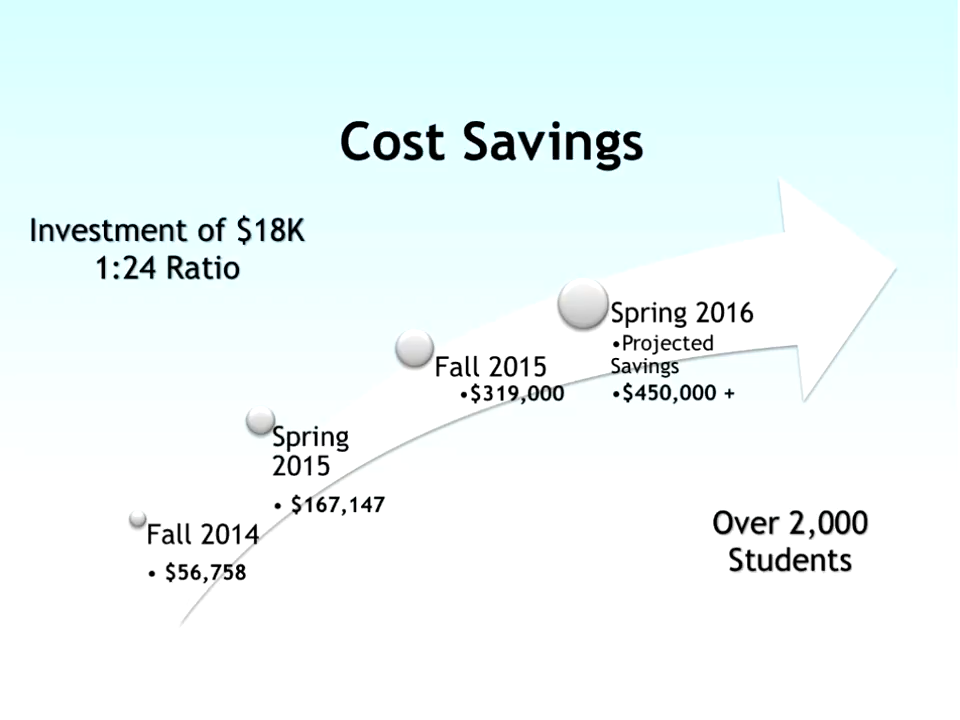 Cost Savings
Investment of $18K
1:24 Ratio
Spring 2016
•Projected
Savings
•$450,000 +
Fall 2015
•$319,000
Spring
2015
• $167,147
Fall 2014
• $56,758
Over 2,000
Students